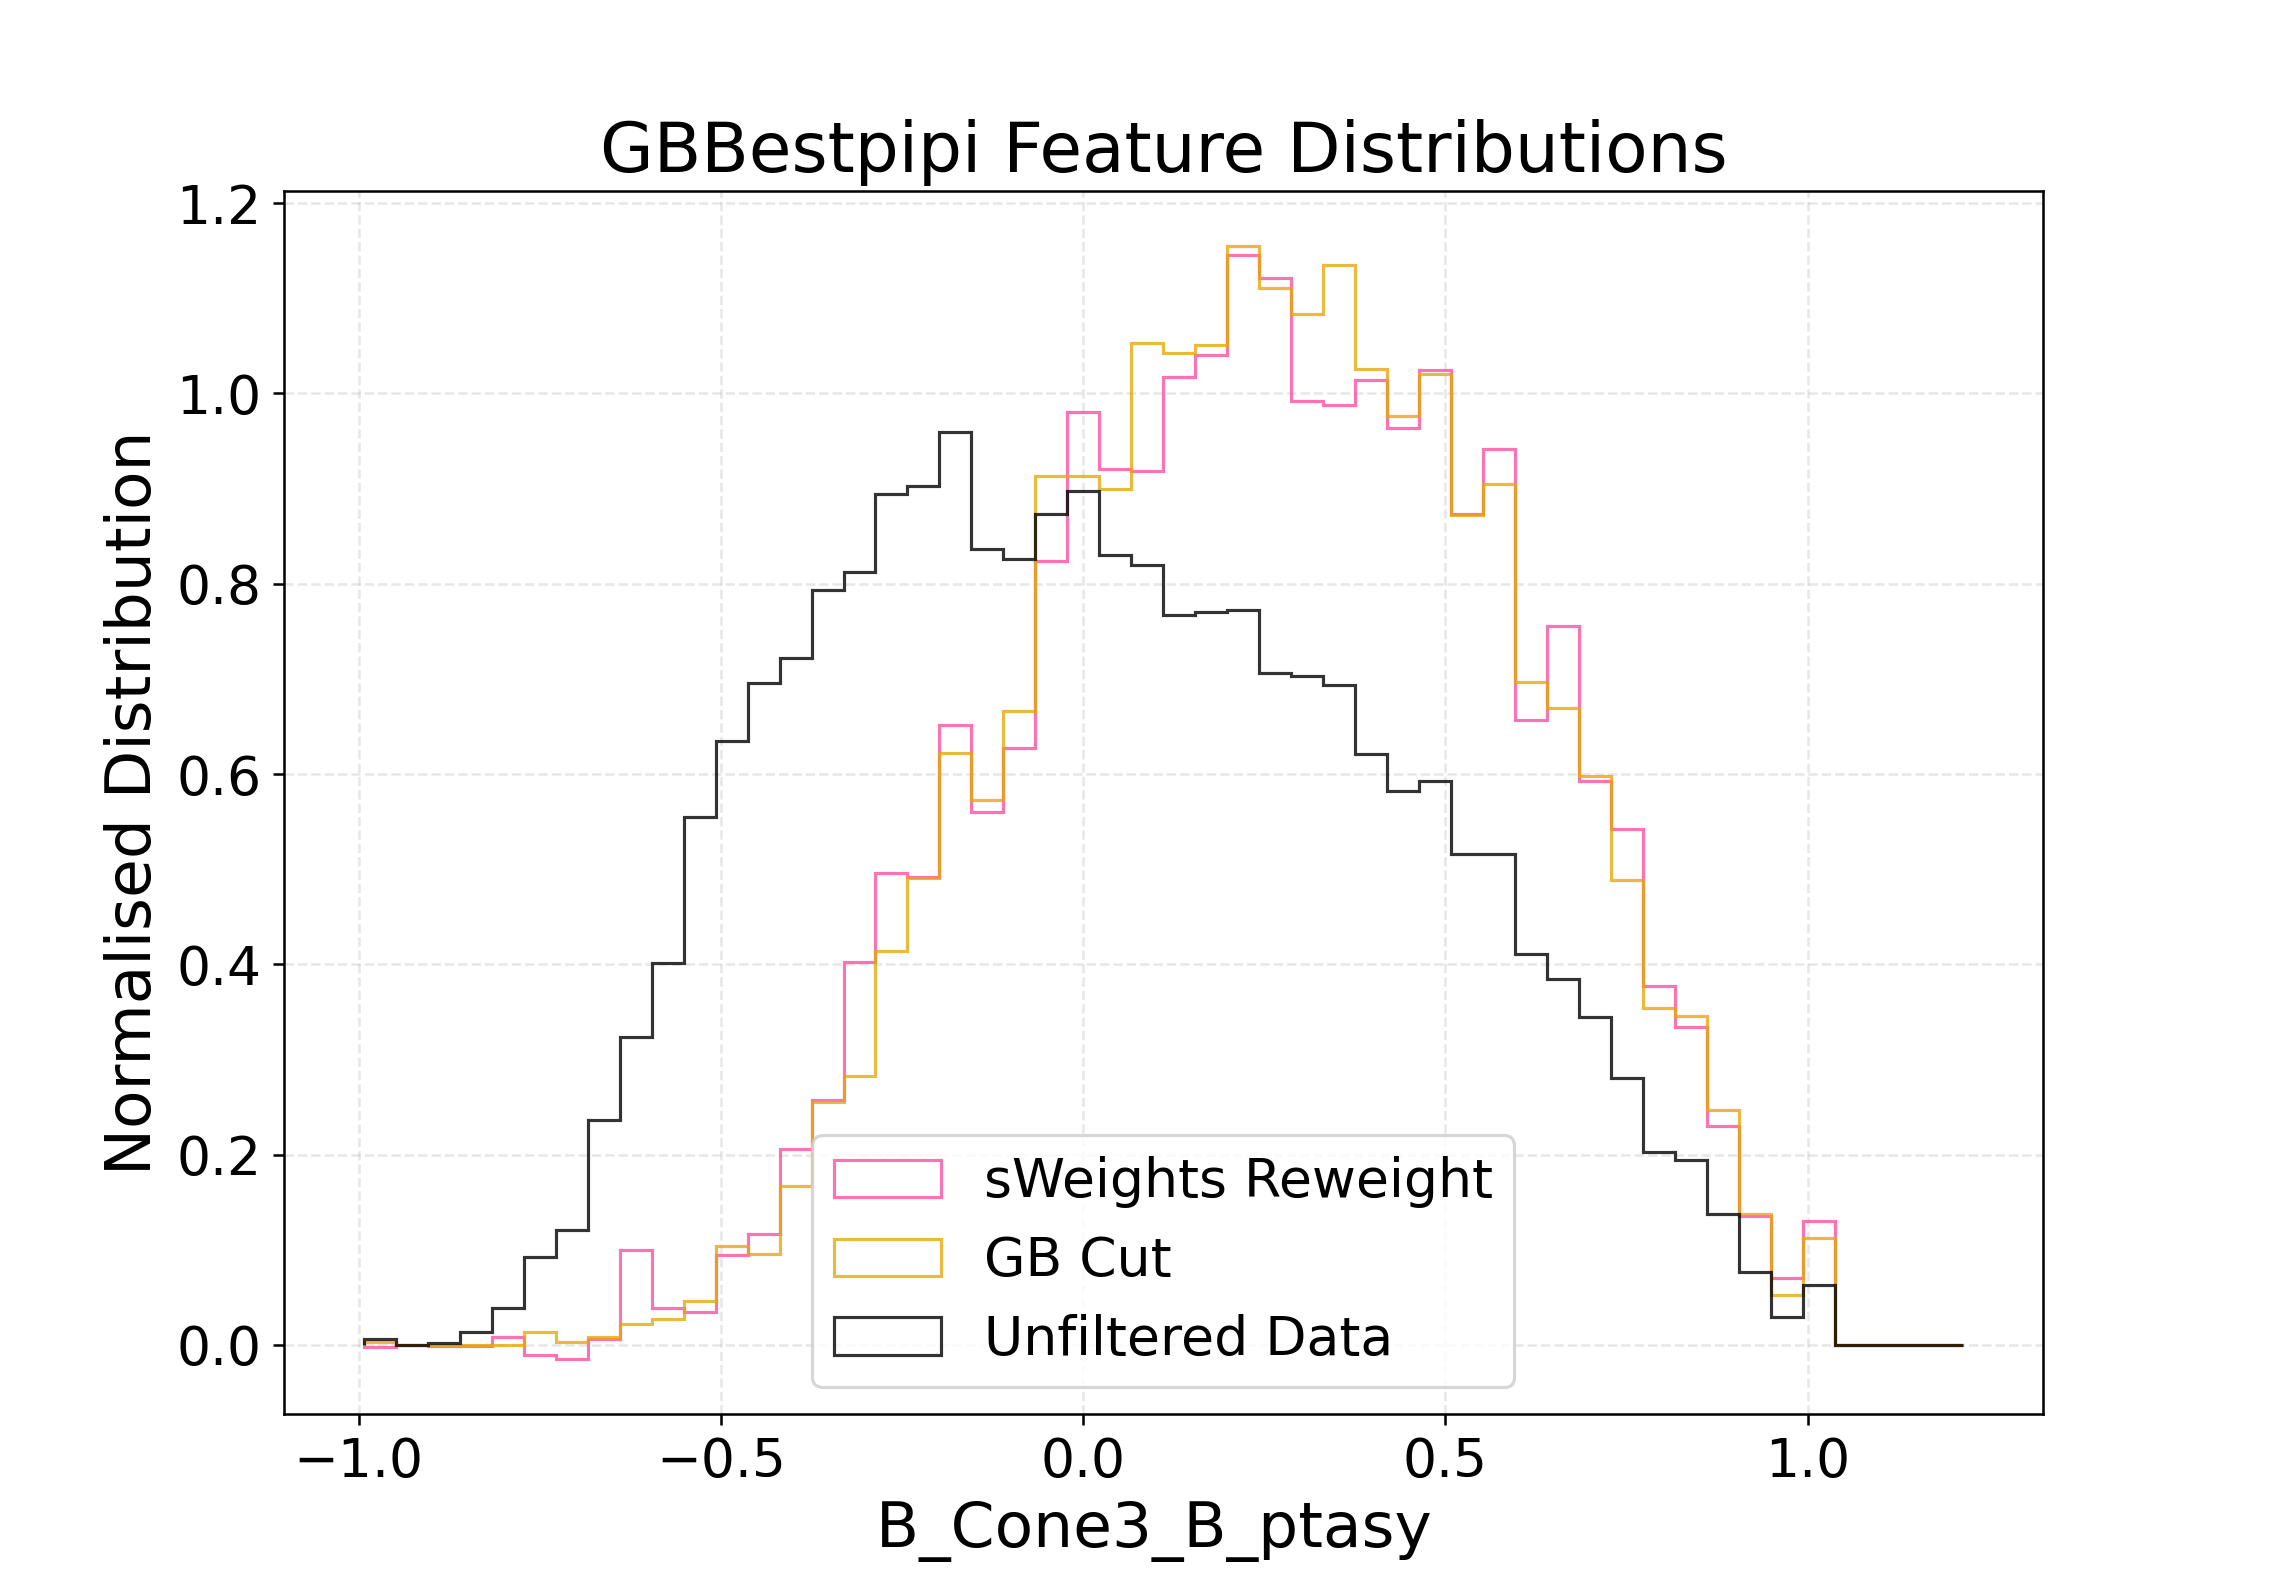 GBBestpipi Feature Distributions
Normalised Distribution
1.2
1.0
0.8
0.6
0.4
0.2
0.0
sWeights Reweight
GB Cut
Unfiltered Data
−1.0 −0.5 0.0 0.5 1.0
B_Cone3_B_ptasy